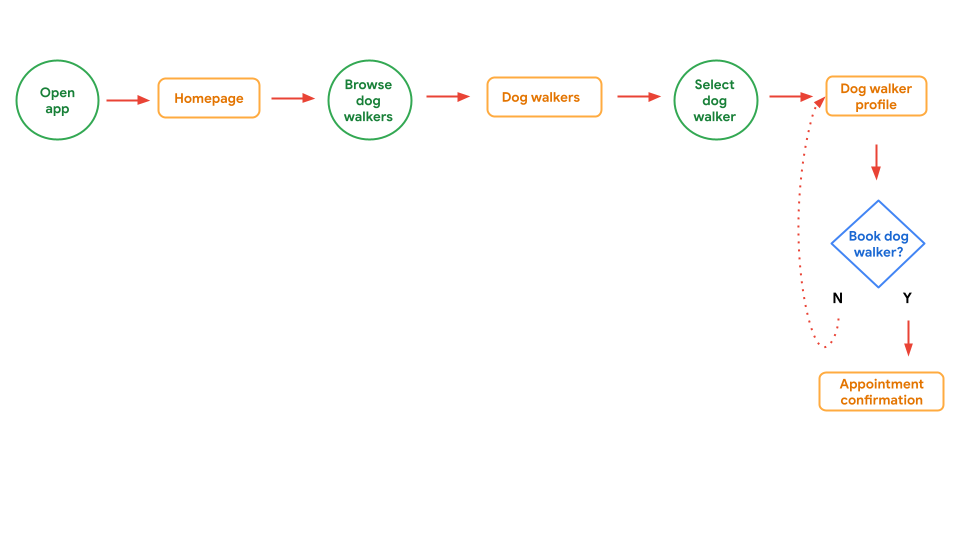 Open
app
Homepage
Browse
dog
walkers
Dog walkers
Select
dog
walker
Dog walker
profile
Book dog
walker?
N
Y
Appointment
confirmation